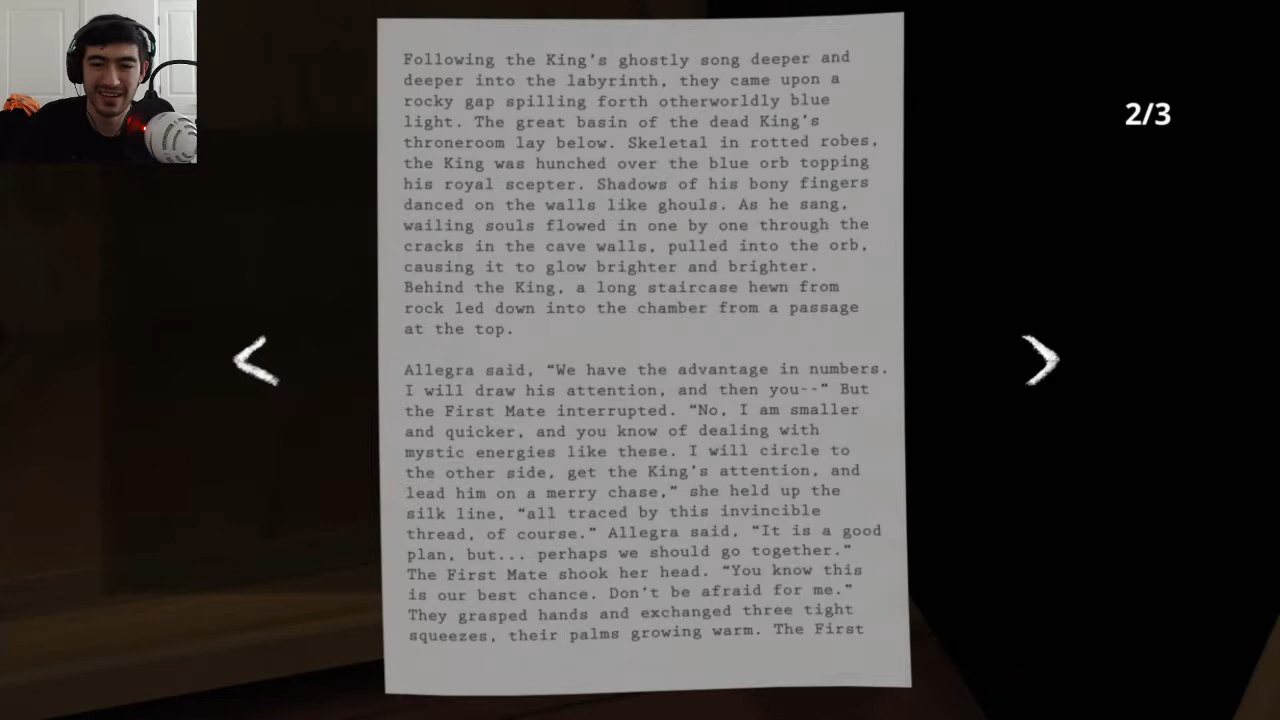 Following the King's ghostly song deeper and
deeper into the labyrinth, they came upon a
rocky gap spilling forth otherworldly blue
light. The great basin of the dead King's
throneroom lay below. Skeletal in rotted robes,
the King was hunched over the blue orb topping
his royal scepter. Shadows of his bony fingers
danced on the walls like ghouls. As he sang,
wailing souls flowed in one by one through the
cracks in the cave walls, pulled into the orb,
causing it to glow brighter and brighter.
Behind the King, a long staircase hewn from
rock led down into the chamber from a passage
at the top.
Allegra said, “We have the advantage in numbers.
I will draw his attention, and then you--” But
the First Mate interrupted. “No, I am smaller
and quicker, and you know of dealing with
mystic energies like these. I will circle to
the other side, get the King's attention, and
lead him on a merry chase,” she held up the
silk line, “all traced by this invincible
thread, of course.” Allegra said, “It is a good
plan, but... perhaps we should go together.”
The First Mate shook her head. “You know this
is our best chance. Don't be afraid for me.”
They grasped hands and exchanged three tight
squeezes, their palms growing warm. The First
2/3